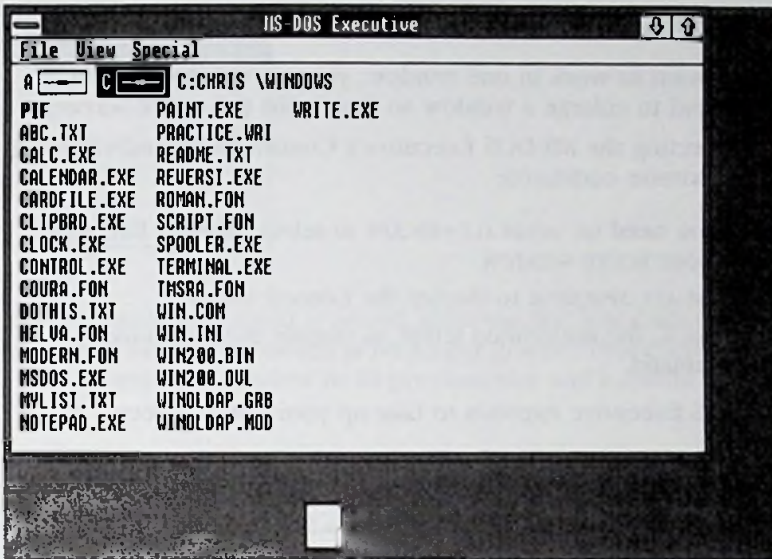 MS-DOS Executive
File View Special
A C C:CHRIS \WINDOWS
PIF PAINT.EXE WRITE.EXE
ABC.TXT PRACTICE.WRI
CALC.EXE README.TXT
CALENDAR.EXE REVERSI.EXE
CARDFILE.EXE ROMAN.FON
CLIPBRD.EXE SCRIPT.FON
CLOCK.EXE SPOOLER.EXE
CONTROL.EXE TERMINAL.EXE
COURA.FON TMSRA.FON
DOTHIS.TXT WIN.COM
HELVA.FON WIN.INI
MODERN.FON WIN200.BIN
MSDOS.EXE WIN200.OVL
MYLIST.TXT WINOLDAP.GRB
NOTEPAD.EXE WINOLDAP.MOD